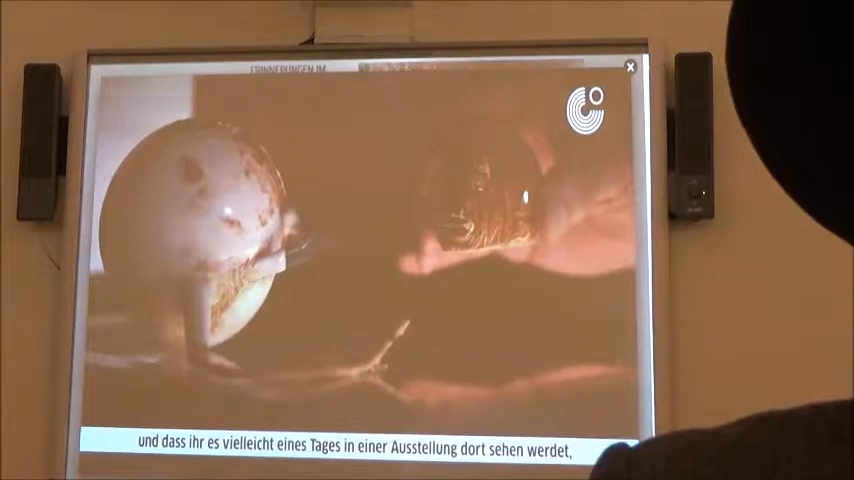 ERINNERUNGEN IM
und dass ihr es vielleicht eines Tages in einer Ausstellung dort sehen werdet,